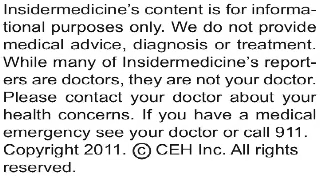 Insidermedicine's content is for informa-
tional purposes only. We do not provide
medical advice, diagnosis or treatment.
While many of Insidermedicine's report-
ers are doctors, they are not your doctor.
Please contact your doctor about your
health concerns. If you have a medical
emergency see your doctor or call 911.
Copyright 2011. © CEH Inc. All rights
reserved.